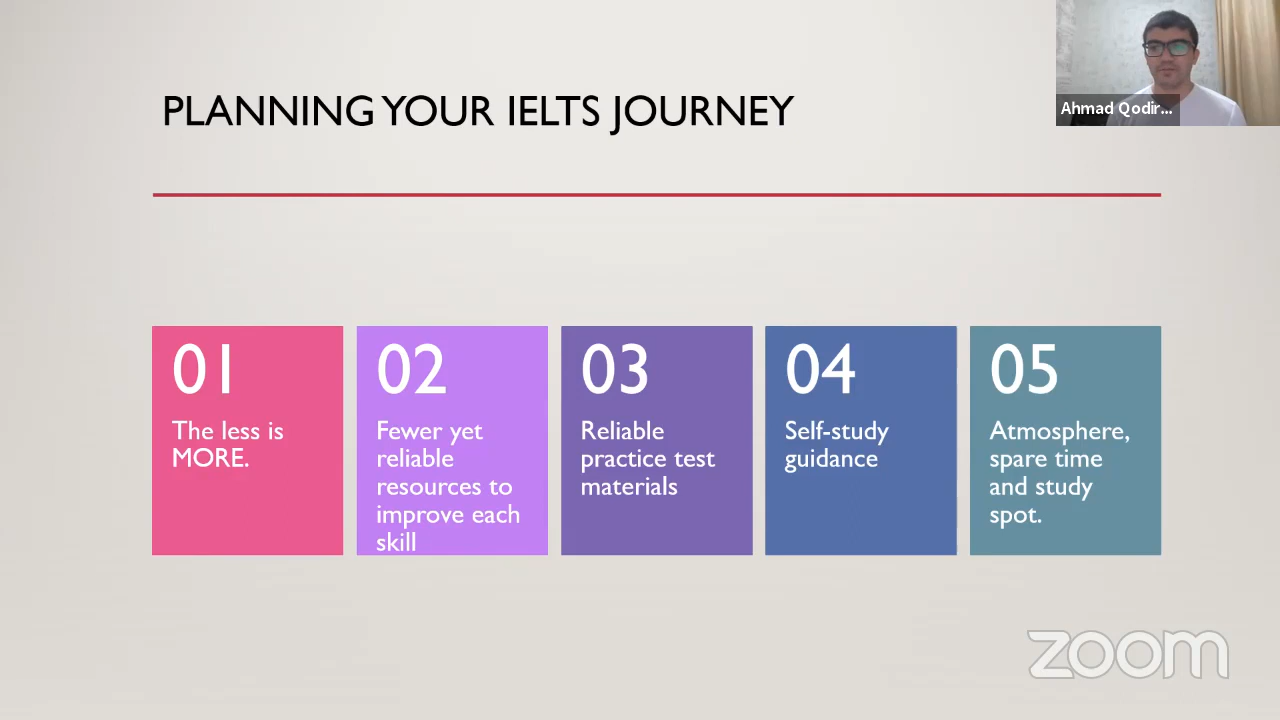 PLANNING YOUR IELTS JOURNEY
Ahmad Qodir...
01
The less is
MORE.
02
Fewer yet
reliable
resources to
improve each
skill
03
Reliable
practice test
materials
04
Self-study
guidance
05
Atmosphere,
spare time
and study
spot.
zoom